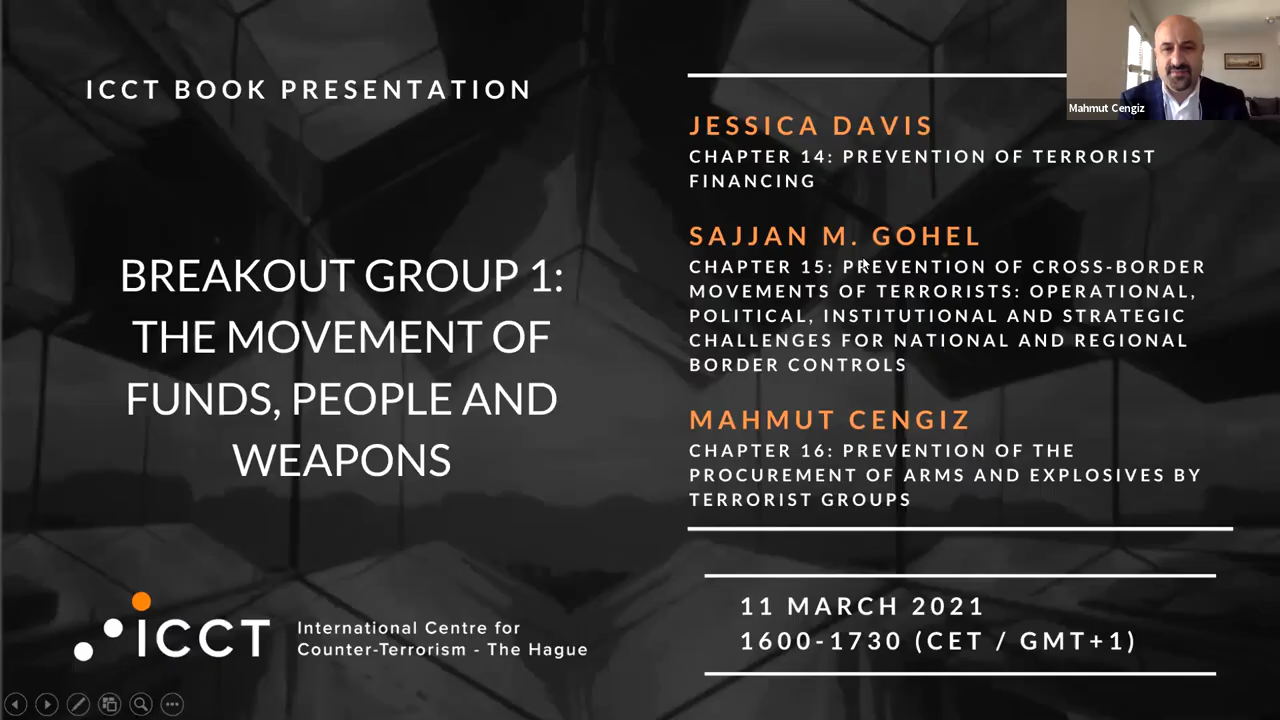 ICCT BOOK PRESENTATION
BREAKOUT GROUP 1:
THE MOVEMENT OF
FUNDS, PEOPLE AND
WEAPONS
ICCT
International Centre for
Counter-Terrorism - The Hague
Mahmut Cengiz
JESSICA DAVIS
CHAPTER 14: PREVENTION OF TERRORIST
FINANCING
SAJJAN M. GOHEL
CHAPTER 15: PREVENTION OF CROSS-BORDER
MOVEMENTS OF TERRORISTS: OPERATIONAL,
POLITICAL, INSTITUTIONAL AND STRATEGIC
CHALLENGES FOR NATIONAL AND REGIONAL
BORDER CONTROLS
MAHMUT CENGIZ
CHAPTER 16: PREVENTION OF THE
PROCUREMENT OF ARMS AND EXPLOSIVES BY
TERRORIST GROUPS
11 MARCH 2021
1600-1730 (CET / GMT+1)